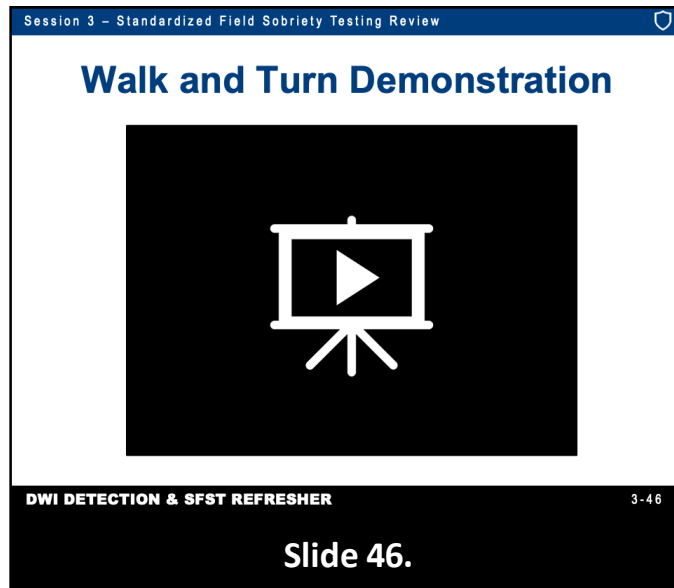 Session 3 – Standardized Field Sobriety Testing Review
Walk and Turn Demonstration
DWI DETECTION & SFST REFRESHER 3-46
Slide 46.